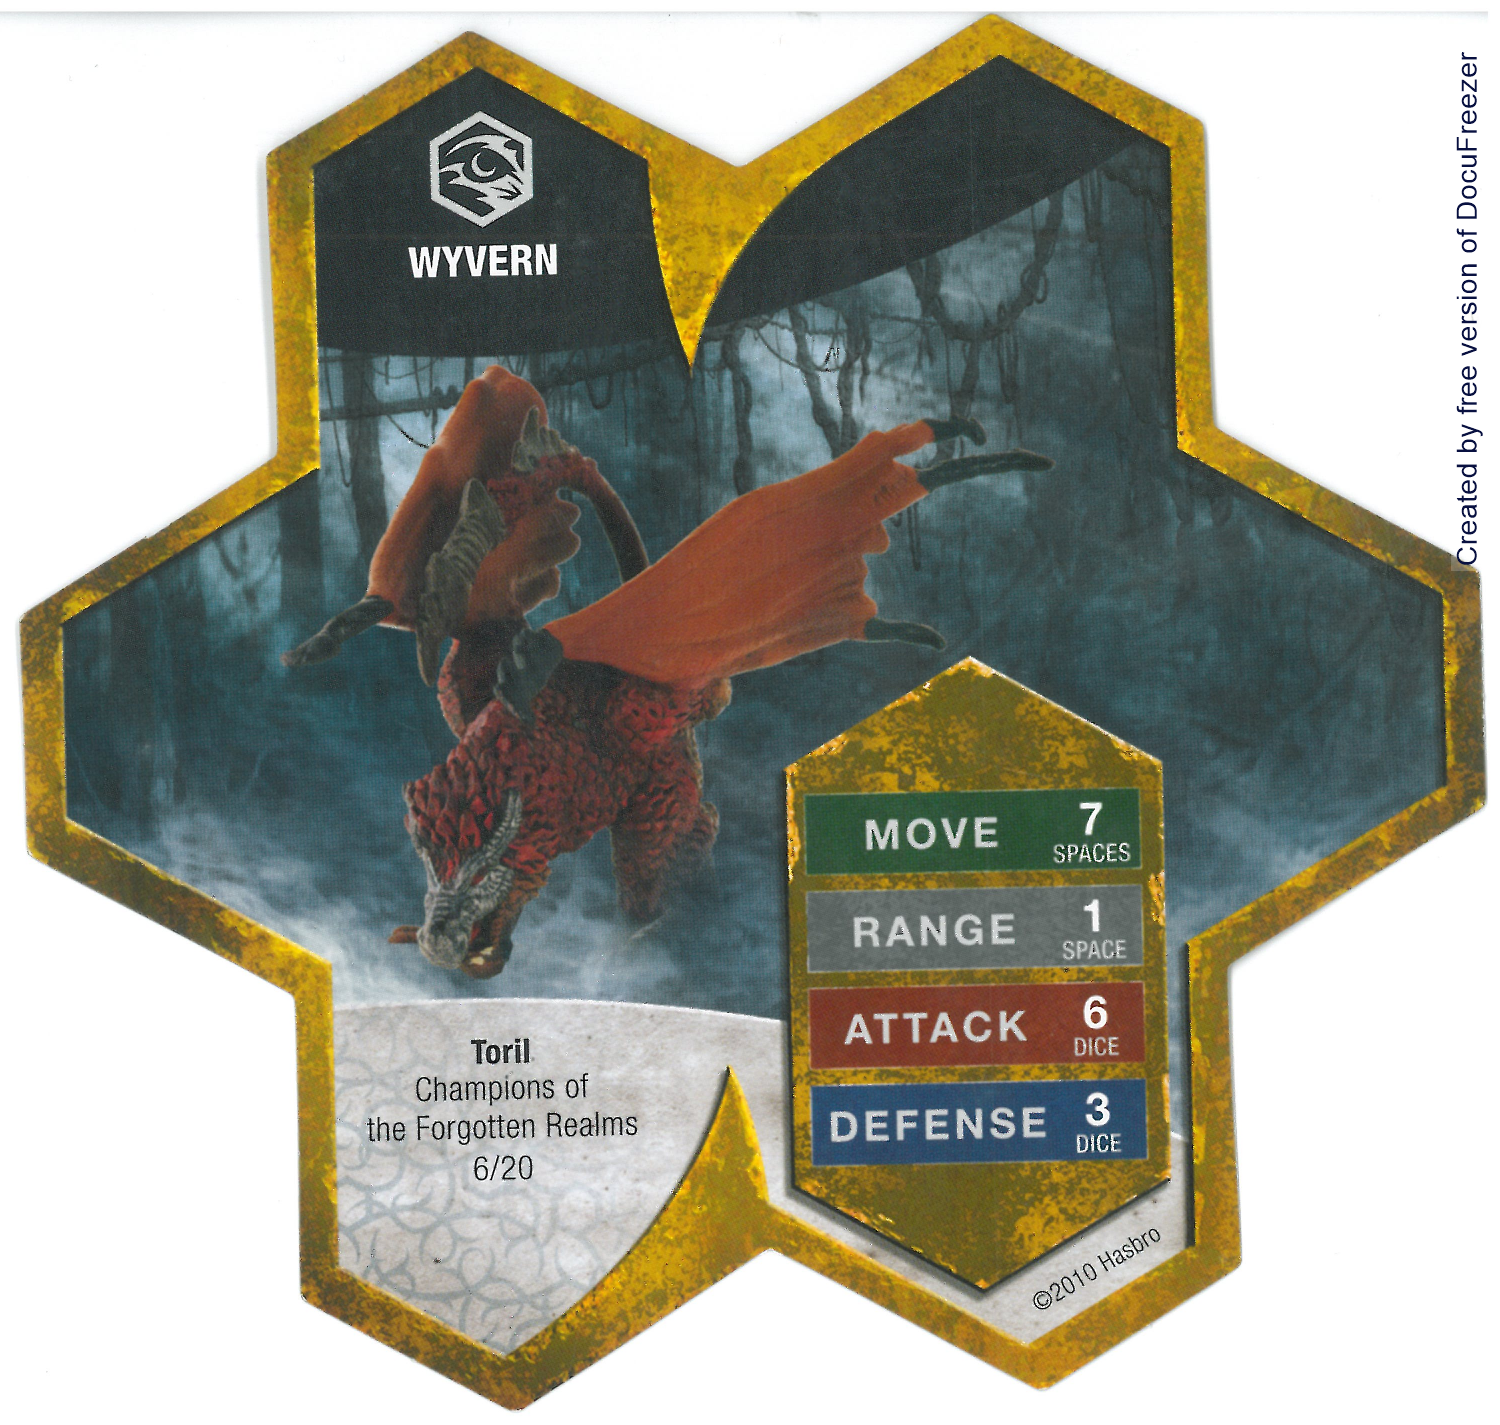 WYVERN
MOVE 7
SPACES
RANGE 1
SPACE
ATTACK 6
DICE
DEFENSE 3
DICE
Toril
Champions of
the Forgotten Realms
6/20
©2010 Hasbro
Created by free version of DocuFreezer